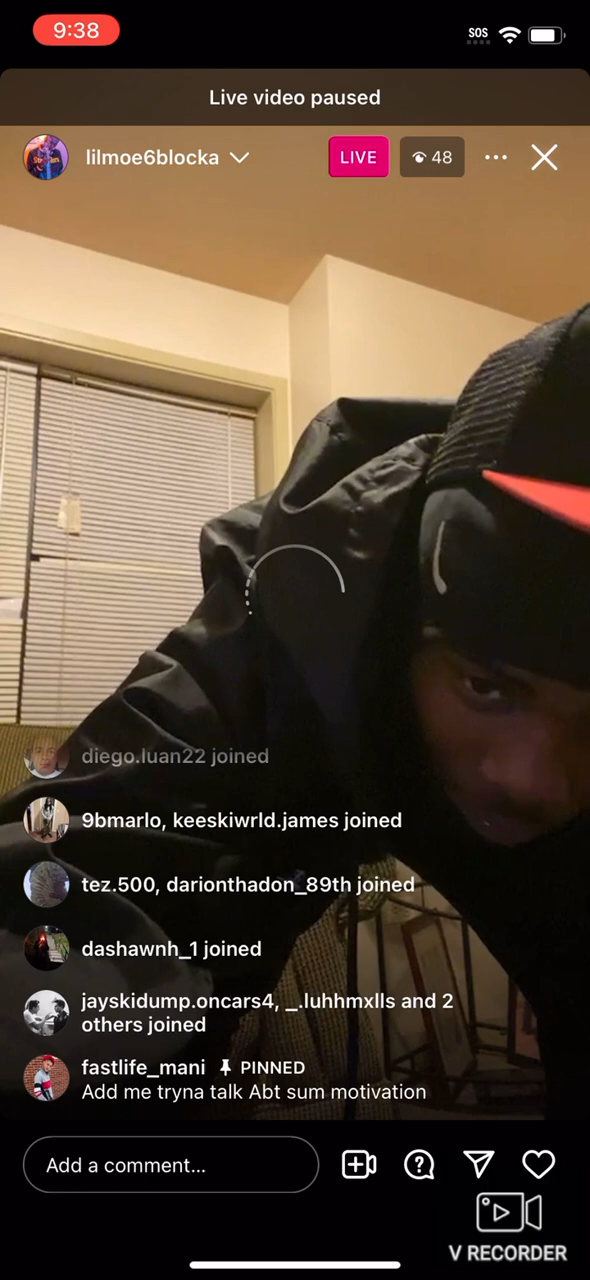 9:38
SOS
Live video paused
lilmoe6blocka
LIVE
48
diego.luan22 joined
9bmarlo, keeskiwrld.james joined
tez.500, darionthadon_89th joined
dashawnh_1 joined
jayskidump.oncars4, _.luhhmxlls and 2
others joined
fastlife_mani PINNED
Add me tryna talk Abt sum motivation
Add a comment...
V RECORDER